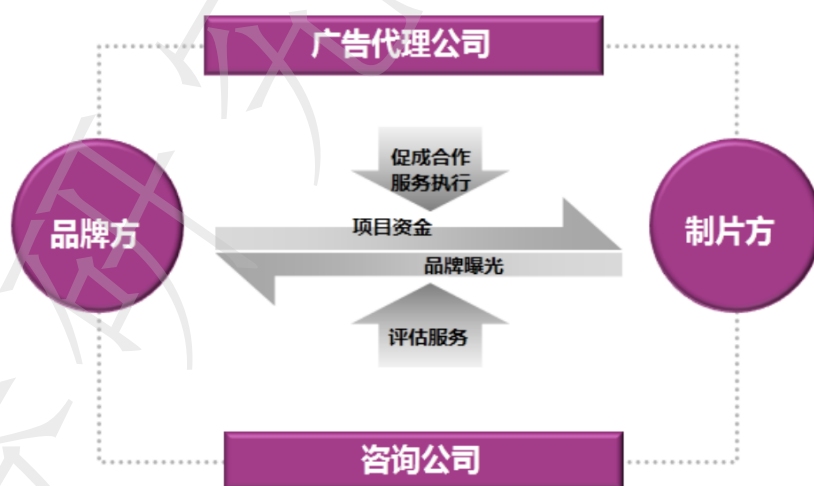 广告代理公司
促成合作
服务执行
品牌方
项目资金
制片方
品牌曝光
评估服务
咨询公司